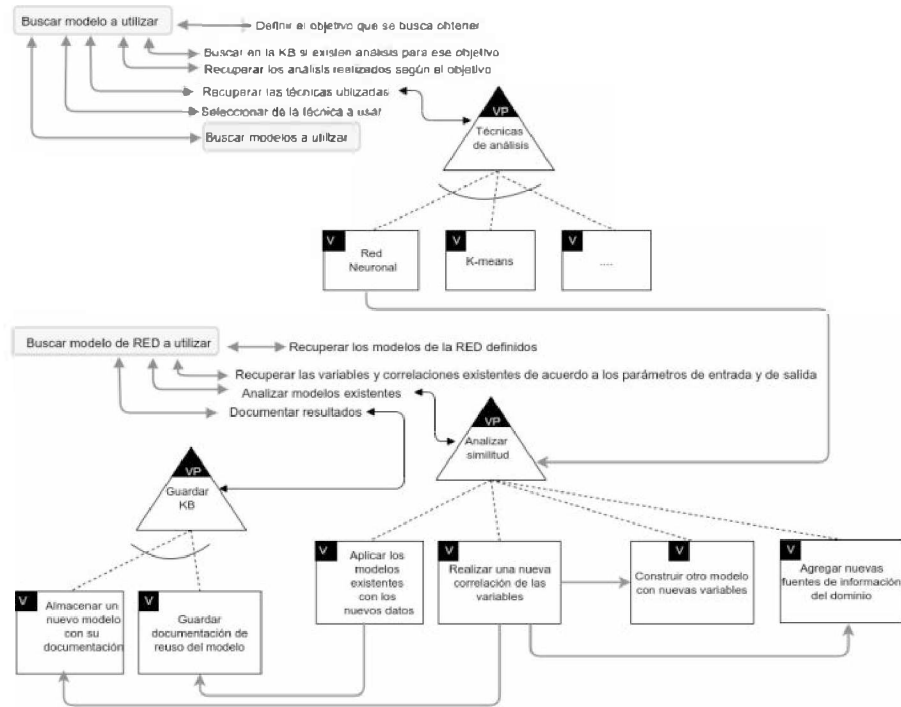 Buscar modelo a utilizar
Definir el objetivo que se busca obtener
Buscar en la KB si existen análisis para ese objetivo
Recuperar los análisis realizados según el objetivo
Recuperar las técnicas utilizadas
Seleccionar de la técnica a usar
Buscar modelos a utilizar
VP
Técnicas
de análisis
V
Red
Neuronal
V
K-means
V
....
Buscar modelo de RED a utilizar
Recuperar los modelos de la RED definidos
Recuperar las variables y correlaciones existentes de acuerdo a los parámetros de entrada y de salida
Analizar modelos existentes
Documentar resultados
VP
Analizar
similitud
VP
Guardar
KB
V
Aplicar los
modelos
existentes
con los
nuevos datos
V
Realizar una nueva
correlación de las
variables
V
Construir otro modelo
con nuevas variables
V
Agregar nuevas
fuentes de información
del dominio
V
Almacenar un
nuevo modelo
con su
documentación
V
Guardar
documentación de
reuso del modelo